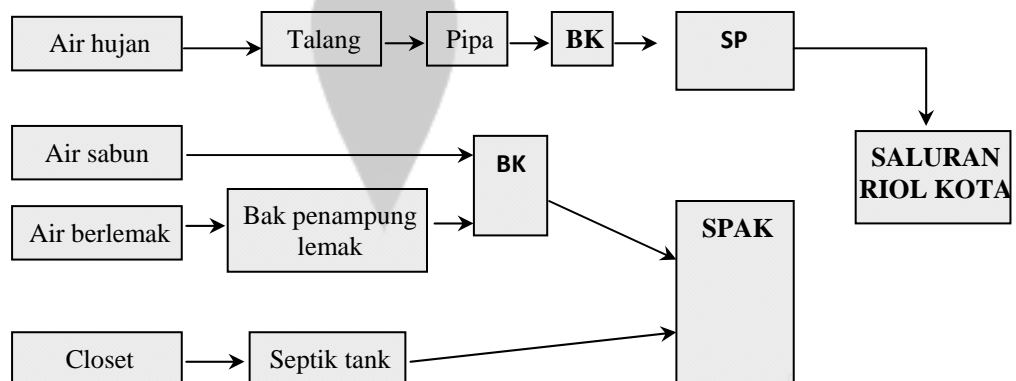 Air hujan
Talang
Pipa
BK
SP
SALURAN
RIOL KOTA
Air sabun
BK
Air berlemak
Bak penampung
lemak
SPAK
Closet
Septik tank